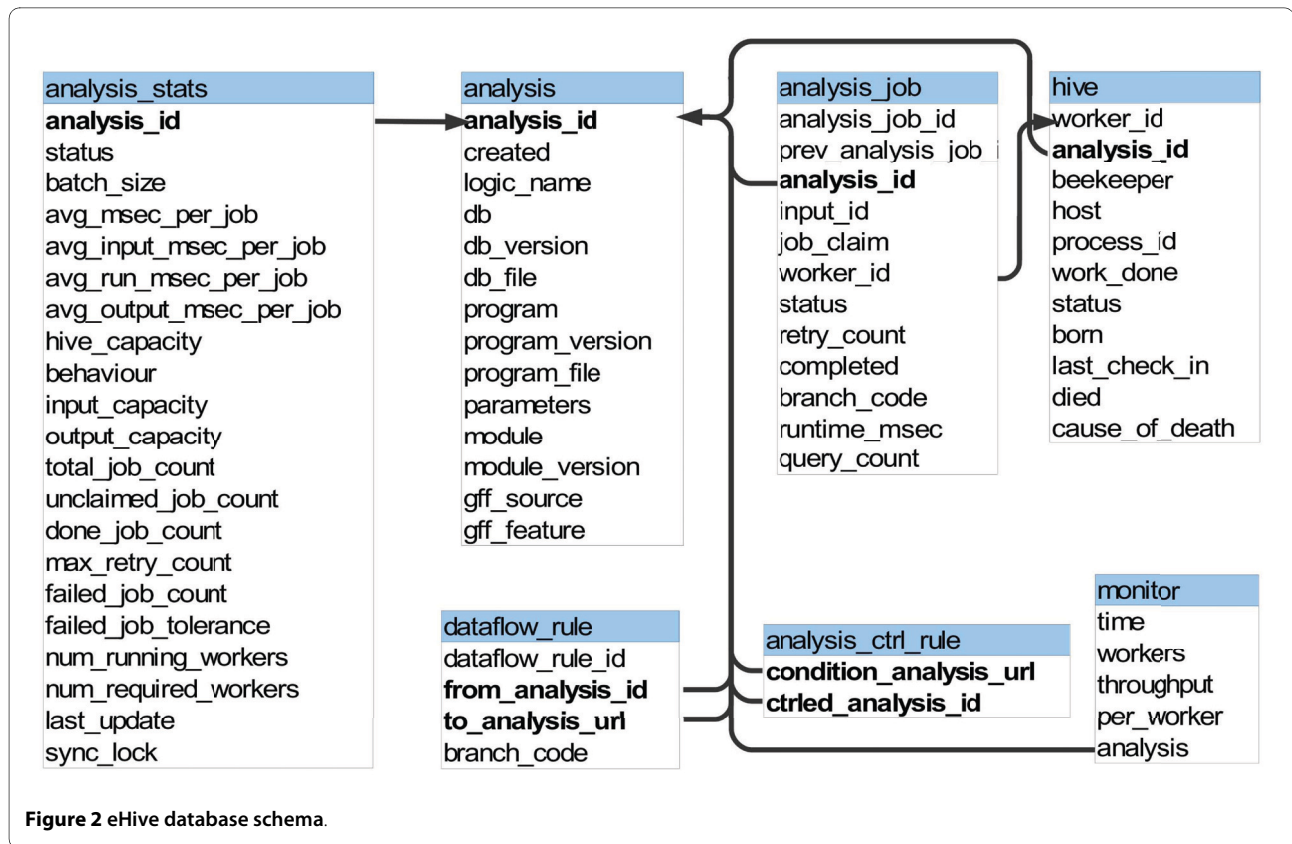 analysis_stats
analysis_id
status
batch_size
avg_msec_per_job
avg_input_msec_per_job
avg_run_msec_per_job
avg_output_msec_per_job
hive_capacity
behaviour
input_capacity
output_capacity
total_job_count
unclaimed_job_count
done_job_count
max_retry_count
failed_job_count
failed_job_tolerance
num_running_workers
num_required_workers
last_update
sync_lock
analysis
analysis_id
created
logic_name
db
db_version
db_file
program
program_version
program_file
parameters
module
module_version
gff_source
gff_feature
analysis_job
analysis_job_id
prev_analysis_job_i
analysis_id
input_id
job_claim
worker_id
status
retry_count
completed
branch_code
runtime_msec
query_count
hive
worker_id
analysis_id
beekeeper
host
process_id
work_done
status
born
last_check_in
died
cause_of_death
dataflow_rule
dataflow_rule_id
from_analysis_id
to_analysis_url
branch_code
analysis_ctrl_rule
condition_analysis_url
ctrled_analysis_id
monitor
time
workers
throughput
per_worker
analysis
Figure 2 eHive database schema.